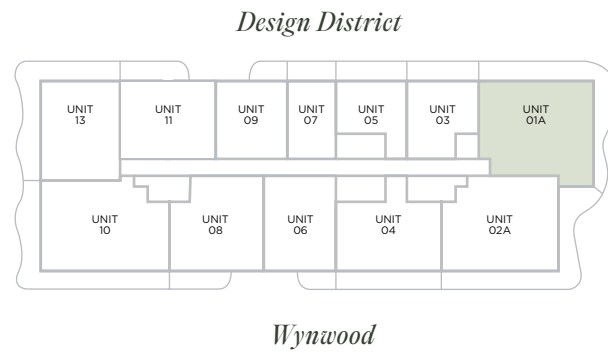 Design District
UNIT
13
UNIT
11
UNIT
09
UNIT
07
UNIT
05
UNIT
03
UNIT
01A
UNIT
10
UNIT
08
UNIT
06
UNIT
04
UNIT
02A
Wynwood